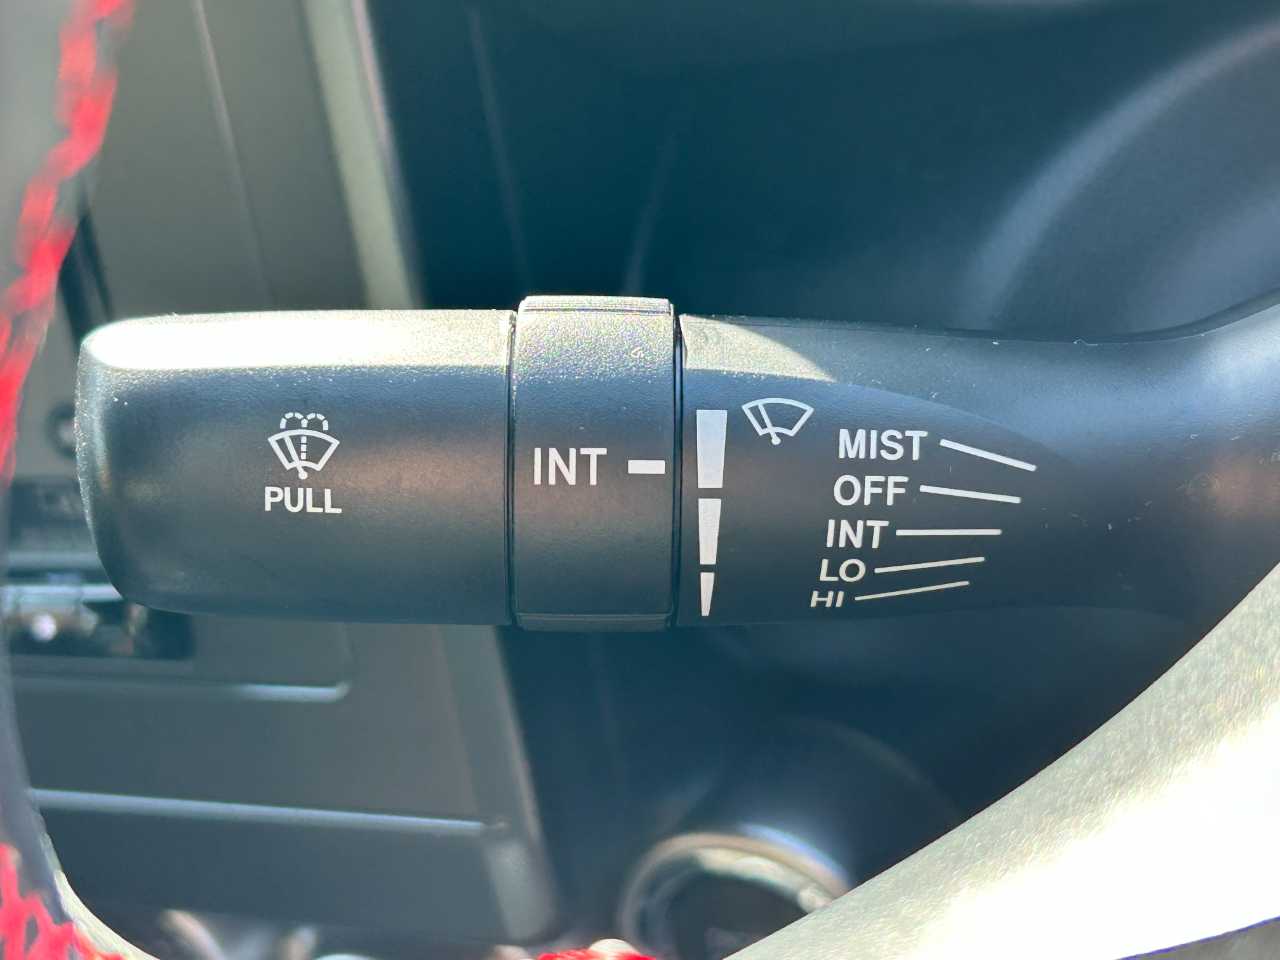 PULL
INT
MIST
OFF
INT
LO
HI